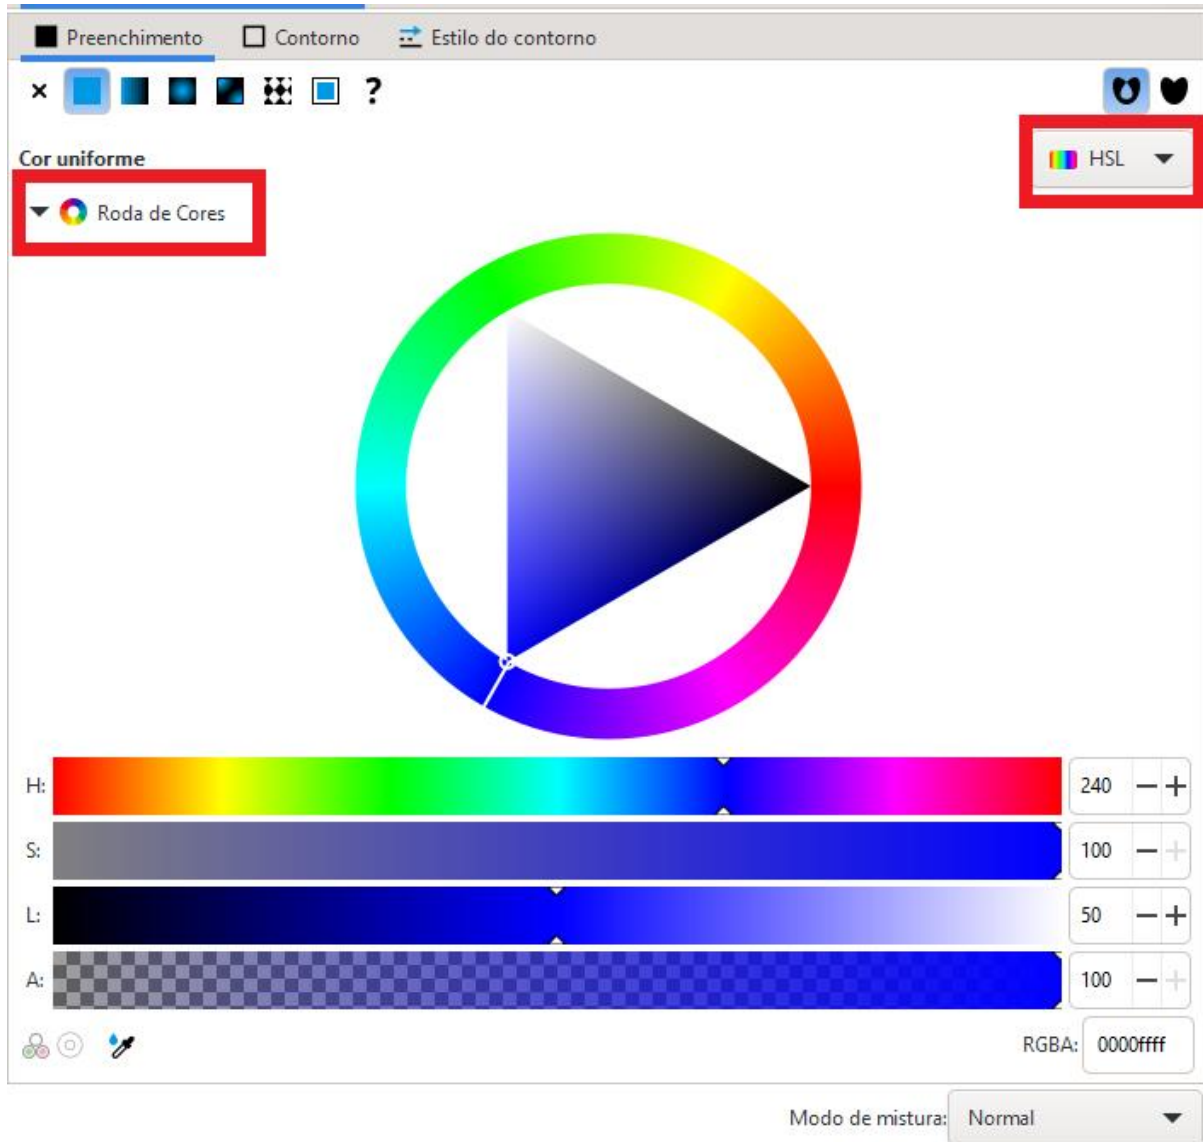 Preenchimento Contorno Estilo do contorno
?
Cor uniforme
HSL
Roda de Cores
H: 240
S: 100
L: 50
A: 100
RGBA: 0000ffff
Modo de mistura: Normal